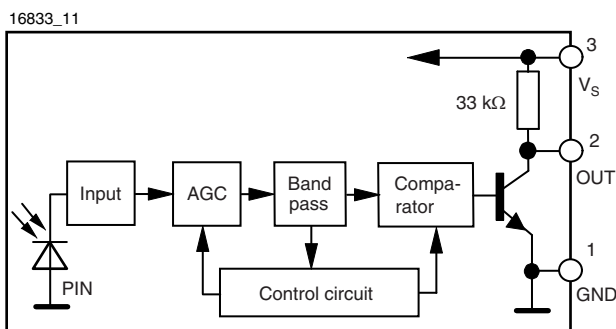 16833_11
3
V_S
33 kΩ
2
OUT
Input
AGC
Band
pass
Compa-
rator
1
GND
PIN
Control circuit